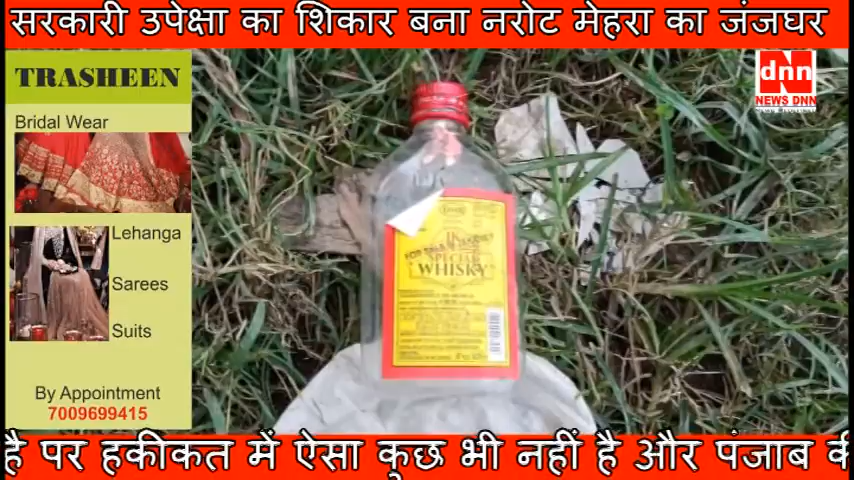 सरकारी उपेक्षा का शिकार बना नरोट मेहरा का जंजघर
TRASHEEN
Bridal Wear
Lehanga
Sarees
Suits
By Appointment
7009699415
dnn
NEWS DNN
SPECIAL
WHISKY
है पर हकीकत में ऐसा कुछ भी नहीं है और पंजाब की